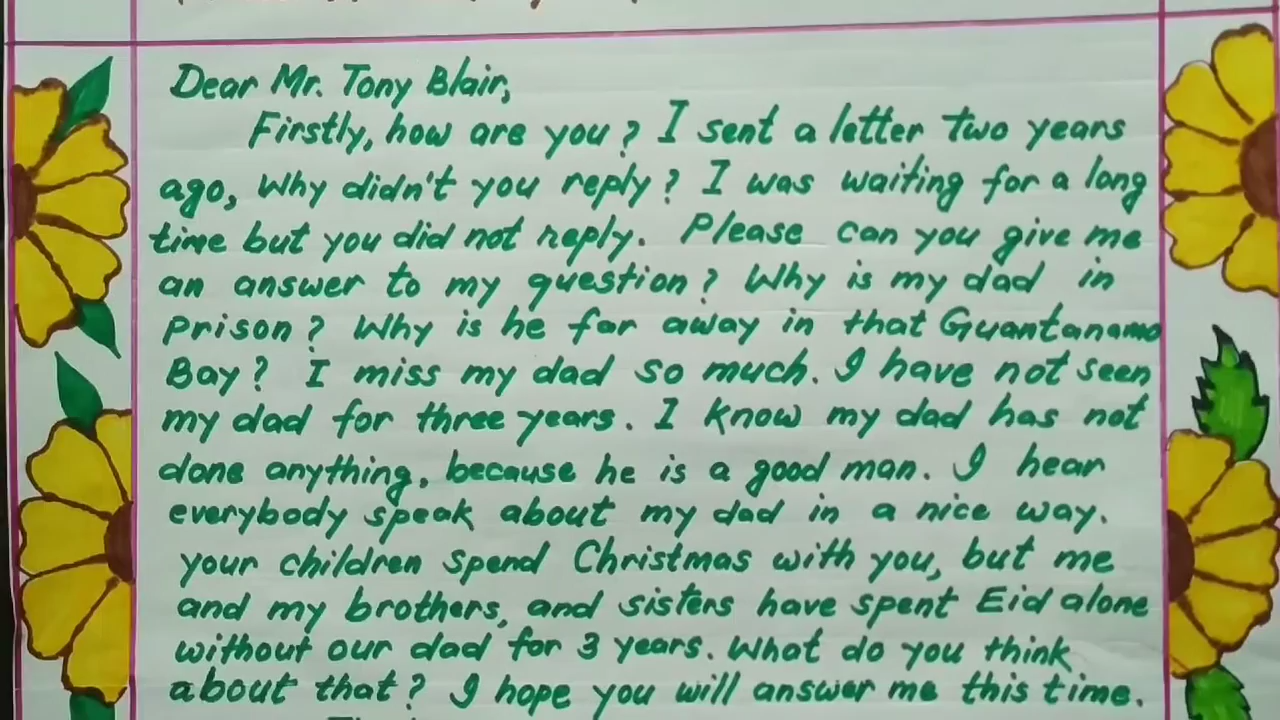 Dear Mr. Tony Blair,
Firstly, how are you? I sent a letter two years
ago, Why didn't you reply? I was waiting for a long
time but you did not reply. Please can you give me
an answer to my question? Why is my dad in
prison? Why is he far away in that Guantanamo
Bay? I miss my dad so much. I have not seen
my dad for three years. I know my dad has not
done anything, because he is a good man. I hear
everybody speak about my dad in a nice way.
your children spend Christmas with you, but me
and my brothers, and sisters have spent Eid alone
without our dad for 3 years. What do you think
about that? I hope you will answer me this time.